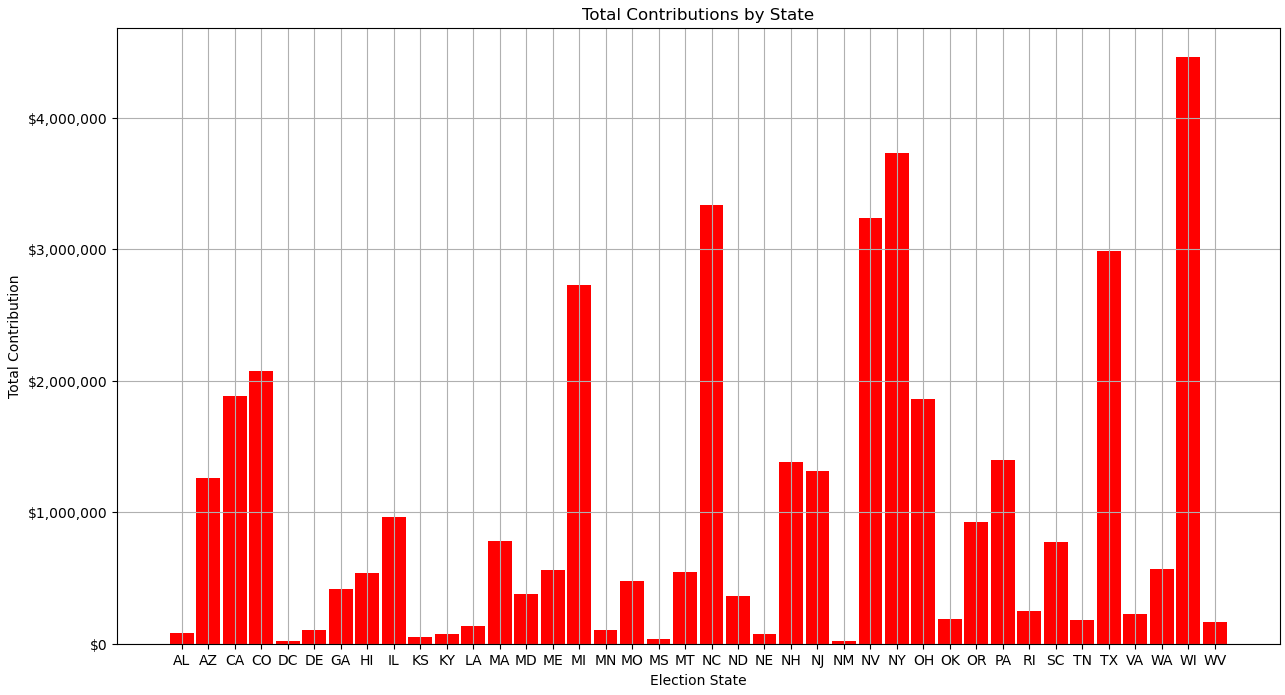 Total Contributions by State
Total Contribution
$4,000,000
$3,000,000
$2,000,000
$1,000,000
$0
AL AZ CA CO DC DE GA HI IL KS KY LA MA MD ME MI MN MO MS MT NC ND NE NH NJ NM NV NY OH OK OR PA RI SC TN TX VA WA WI WV
Election State